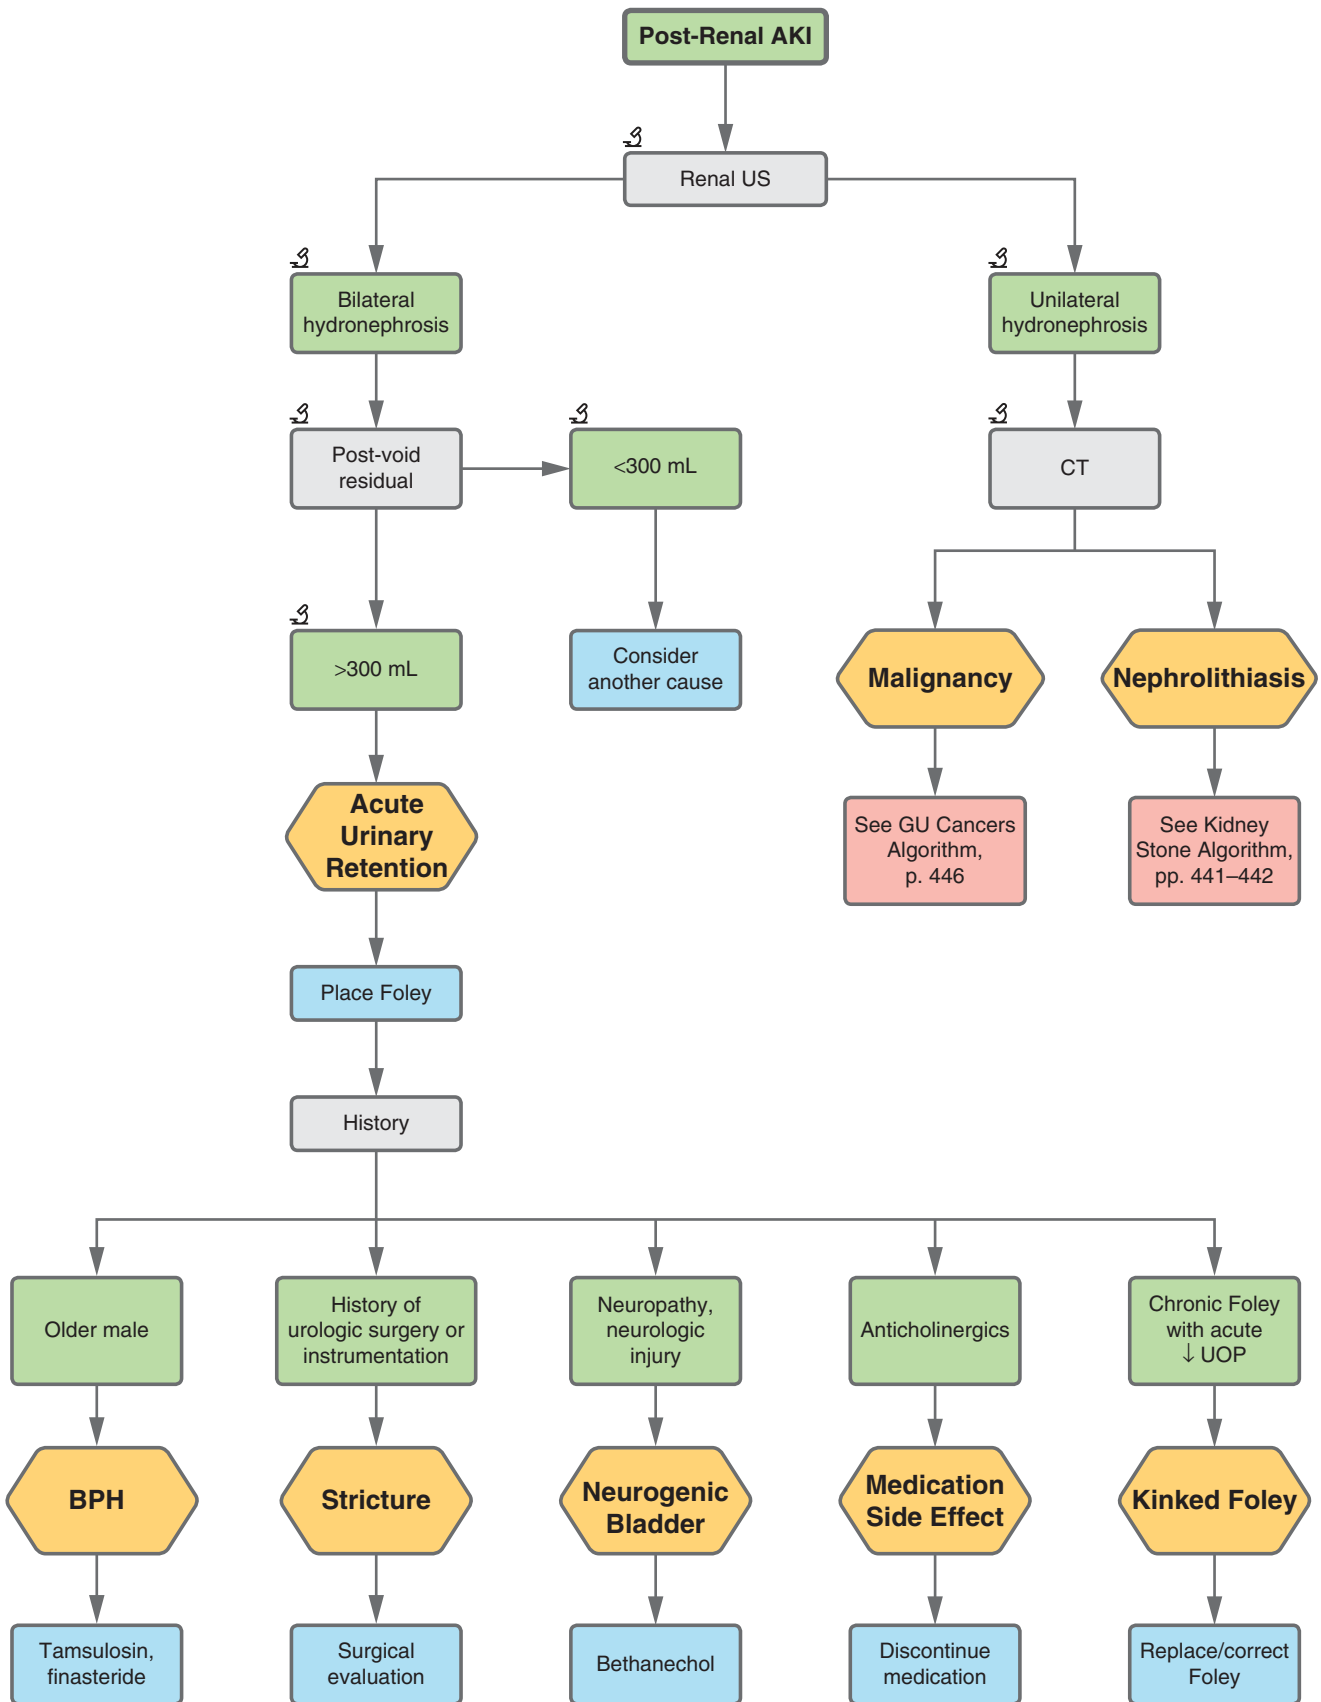 Post-Renal AKI
Renal US
Bilateral
hydronephrosis
Unilateral
hydronephrosis
Post-void
residual
<300 mL
CT
>300 mL
Consider
another cause
Malignancy
Nephrolithiasis
Acute
Urinary
Retention
See GU Cancers
Algorithm,
p. 446
See Kidney
Stone Algorithm,
pp. 441–442
Place Foley
History
Older male
History of
urologic surgery or
instrumentation
Neuropathy,
neurologic
injury
Anticholinergics
Chronic Foley
with acute
↓ UOP
BPH
Stricture
Neurogenic
Bladder
Medication
Side Effect
Kinked Foley
Tamsulosin,
finasteride
Surgical
evaluation
Bethanechol
Discontinue
medication
Replace/correct
Foley